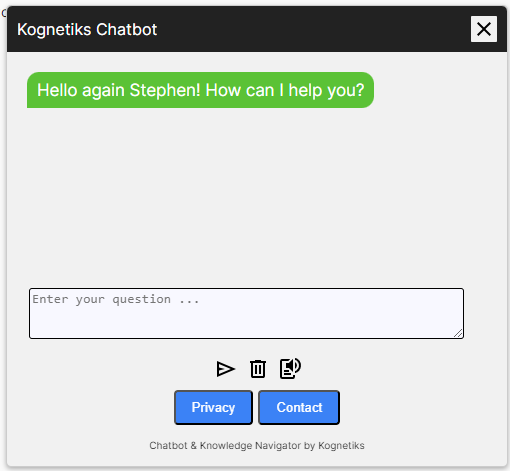 Kognetiks Chatbot
Hello again Stephen! How can I help you?
Enter your question ...
Privacy
Contact
Chatbot & Knowledge Navigator by Kognetiks